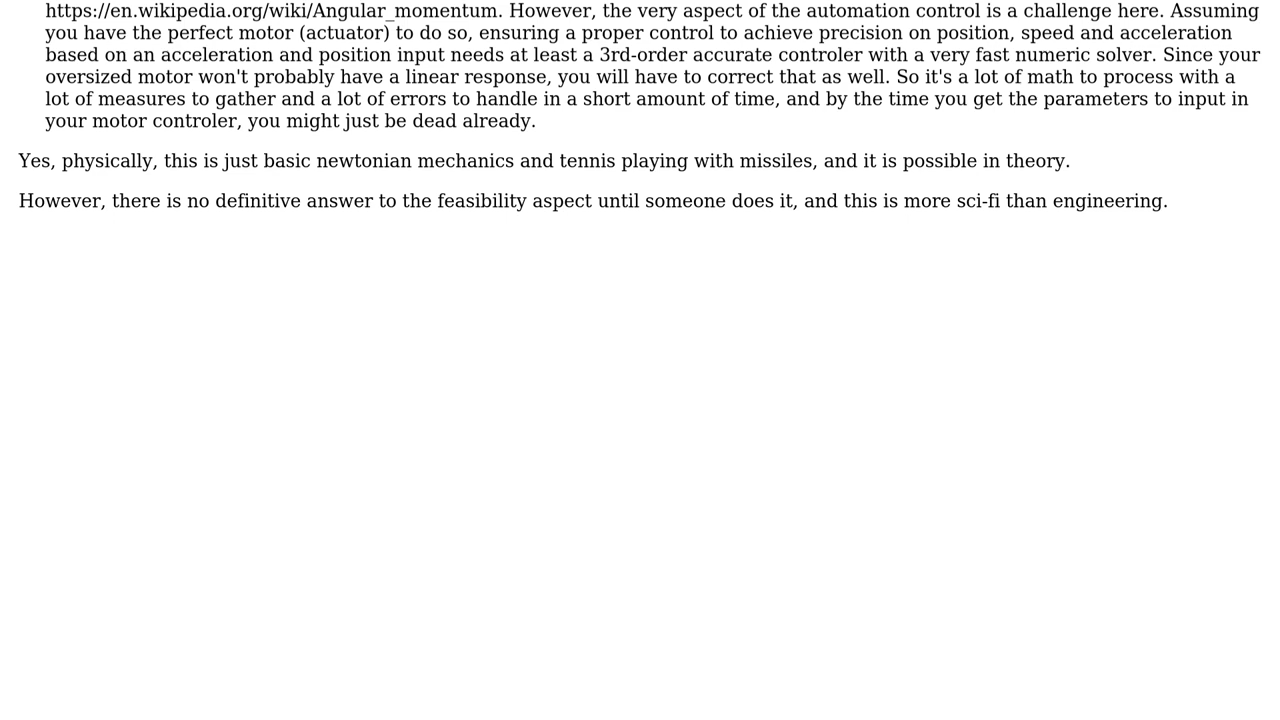 https://en.wikipedia.org/wiki/Angular_momentum. However, the very aspect of the automation control is a challenge here. Assuming
you have the perfect motor (actuator) to do so, ensuring a proper control to achieve precision on position, speed and acceleration
based on an acceleration and position input needs at least a 3rd-order accurate controler with a very fast numeric solver. Since your
oversized motor won't probably have a linear response, you will have to correct that as well. So it's a lot of math to process with a
lot of measures to gather and a lot of errors to handle in a short amount of time, and by the time you get the parameters to input in
your motor controler, you might just be dead already.
Yes, physically, this is just basic newtonian mechanics and tennis playing with missiles, and it is possible in theory.
However, there is no definitive answer to the feasibility aspect until someone does it, and this is more sci-fi than engineering.